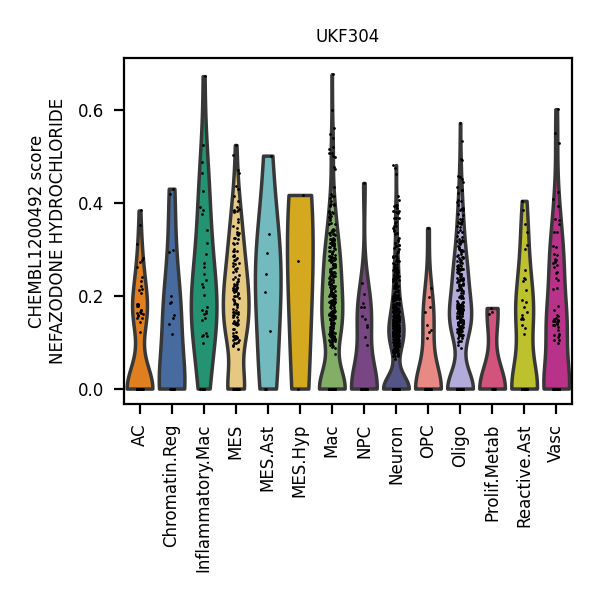 UKF304
CHEMBL1200492 score
NEFAZODONE HYDROCHLORIDE
0.6
0.4
0.2
0.0
AC
Chromatin.Reg
Inflammatory.Mac
MES
MES.Ast
MES.Hyp
Mac
NPC
Neuron
OPC
Oligo
Prolif.Metab
Reactive.Ast
Vasc